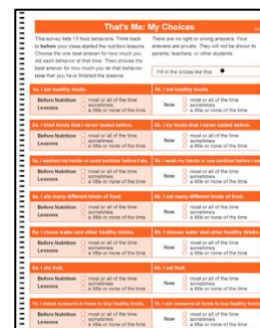 That's Me: My Choices
This survey lists 13 food behaviors. Think back
to before your class started the nutrition lessons.
Choose the one best answer for how much you
did each behavior at that time. Then choose the
best answer for how much you do that behavior
now that you have finished the lessons.
There are no right or wrong answers. Your
answers are private. They will not be shown to
parents, teachers, or other students.
Fill in the circles like this
1a. I ate healthy foods.
1b. I eat healthy foods.
Before Nutrition Lessons
most or all of the time
sometimes
a little or none of the time
Now
most or all of the time
sometimes
a little or none of the time
2a. I tried foods that I never tasted before.
2b. I try foods that I never tasted before.
Before Nutrition Lessons
most or all of the time
sometimes
a little or none of the time
Now
most or all of the time
sometimes
a little or none of the time
3a. I washed my hands or used sanitizer before I ate.
3b. I wash my hands or use sanitizer before I eat
Before Nutrition Lessons
most or all of the time
sometimes
a little or none of the time
Now
most or all of the time
sometimes
a little or none of the time
4a. I ate many different kinds of food.
4b. I eat many different kinds of food.
Before Nutrition Lessons
most or all of the time
sometimes
a little or none of the time
Now
most or all of the time
sometimes
a little or none of the time
5a. I chose water and other healthy drinks.
5b. I choose water and other healthy drinks.
Before Nutrition Lessons
most or all of the time
sometimes
a little or none of the time
Now
most or all of the time
sometimes
a little or none of the time
6a. I ate fruit.
6b. I eat fruit.
Before Nutrition Lessons
most or all of the time
sometimes
a little or none of the time
Now
most or all of the time
sometimes
a little or none of the time
7a. I asked someone at home to buy healthy foods.
7b. I ask someone at home to buy healthy foods
Before Nutrition Lessons
most or all of the time
sometimes
a little or none of the time
Now
most or all of the time
sometimes
a little or none of the time